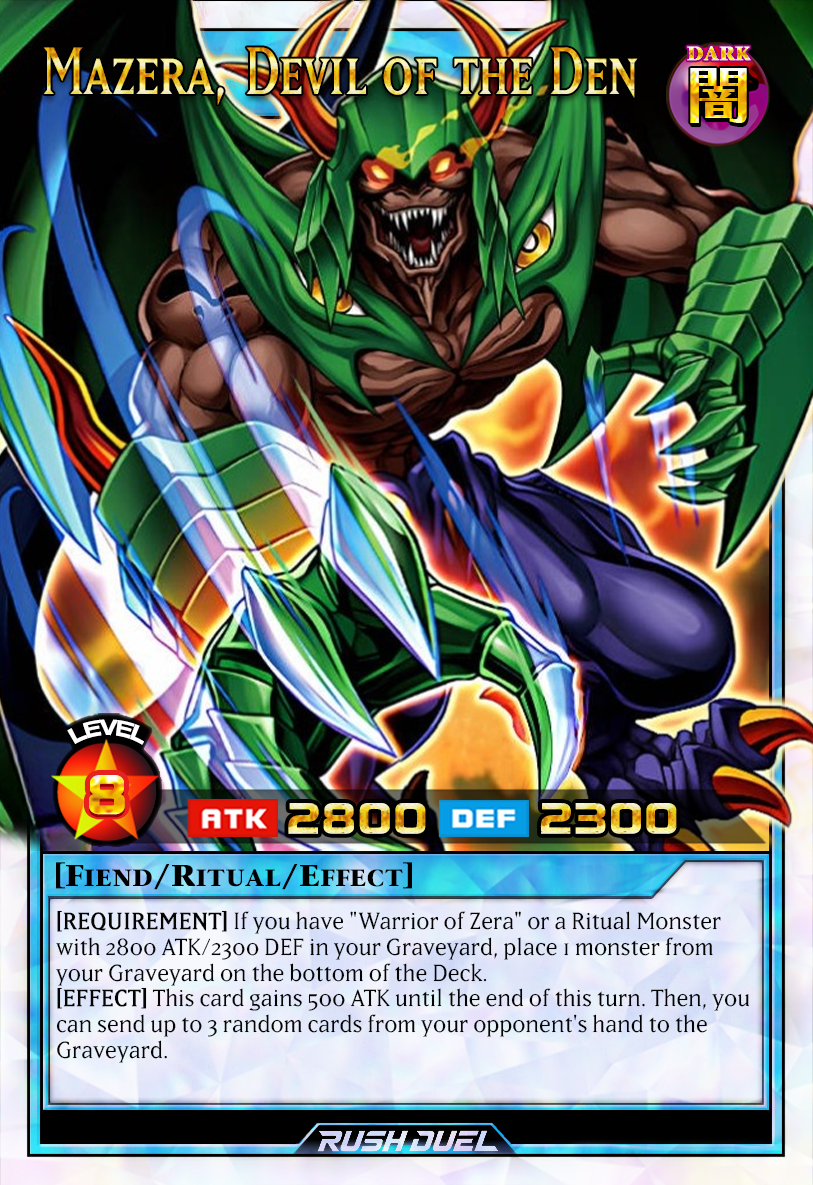 Mazera, Devil of the Den
DARK
闇
LEVEL
8
ATK 2800 DEF 2300
[Fiend/Ritual/Effect]
[REQUIREMENT] If you have "Warrior of Zera" or a Ritual Monster
with 2800 ATK/2300 DEF in your Graveyard, place 1 monster from
your Graveyard on the bottom of the Deck.
[EFFECT] This card gains 500 ATK until the end of this turn. Then, you
can send up to 3 random cards from your opponent's hand to the
Graveyard.
RUSH DUEL